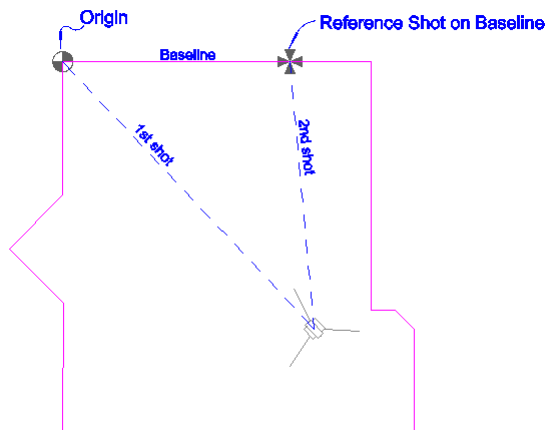 Origin
Reference Shot on Baseline
Baseline
1st shot
2nd shot